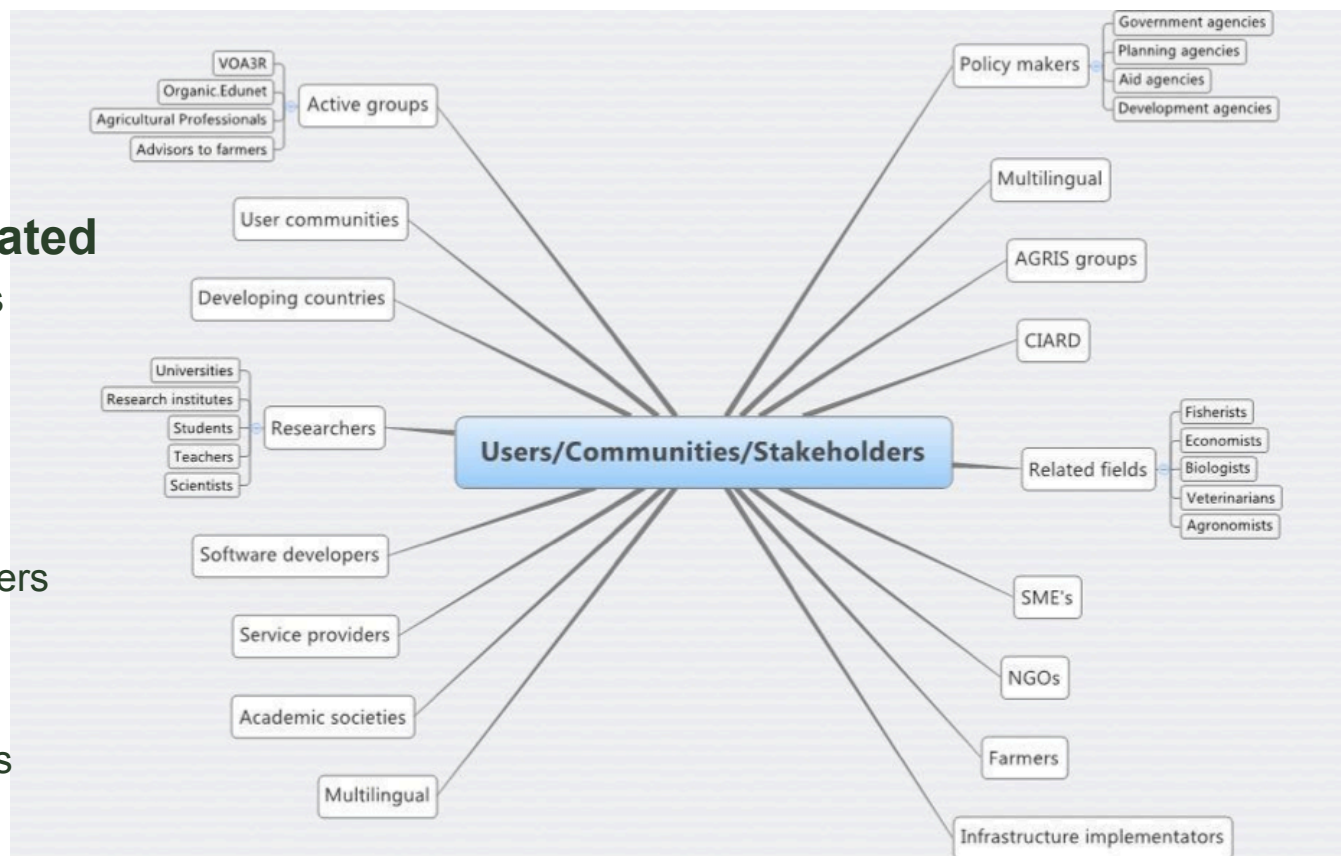 ated
s
ers
s
VOA3R
Organic.Edunet
Agricultural Professionals
Advisors to farmers
Active groups
User communities
Developing countries
Universities
Research institutes
Students
Teachers
Scientists
Researchers
Software developers
Service providers
Academic societies
Multilingual
Users/Communities/Stakeholders
Policy makers
Government agencies
Planning agencies
Aid agencies
Development agencies
Multilingual
AGRIS groups
CIARD
Related fields
Fisherists
Economists
Biologists
Veterinarians
Agronomists
SME's
NGOs
Farmers
Infrastructure implementators